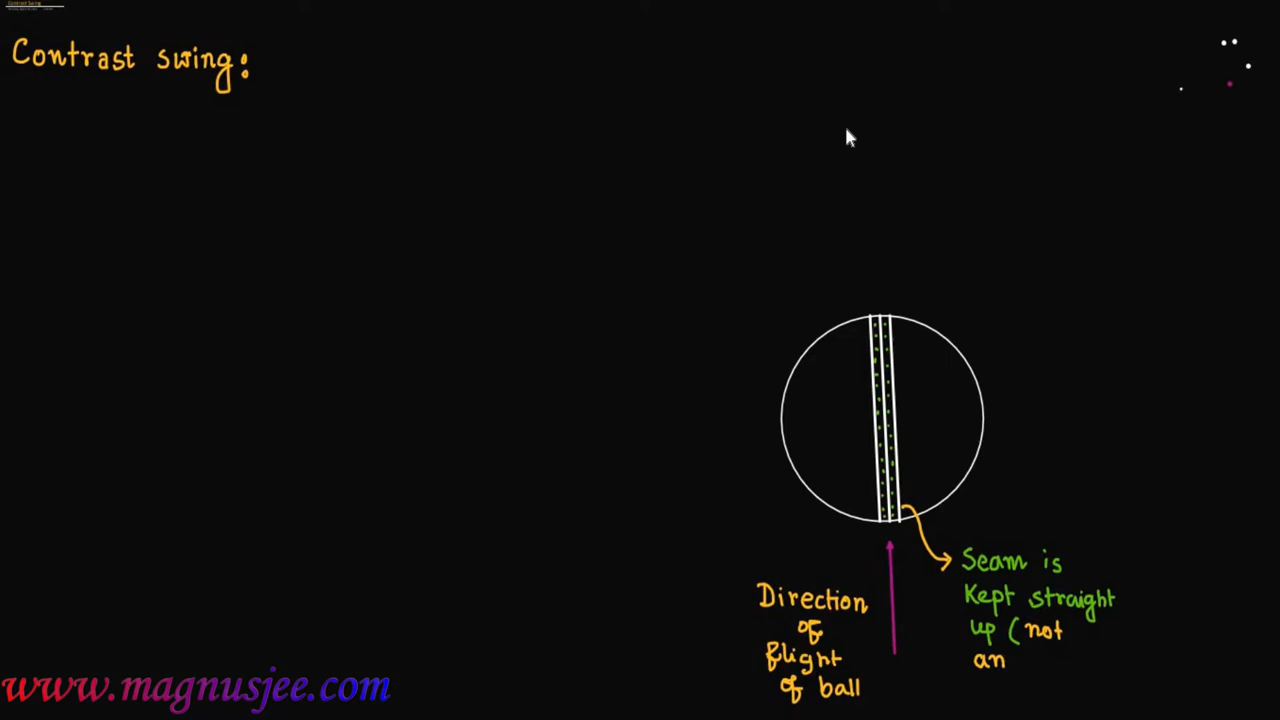 Contrast swing:
Direction
of
flight
of ball
Seam is
Kept straight
up (not
an
www.magnusjee.com